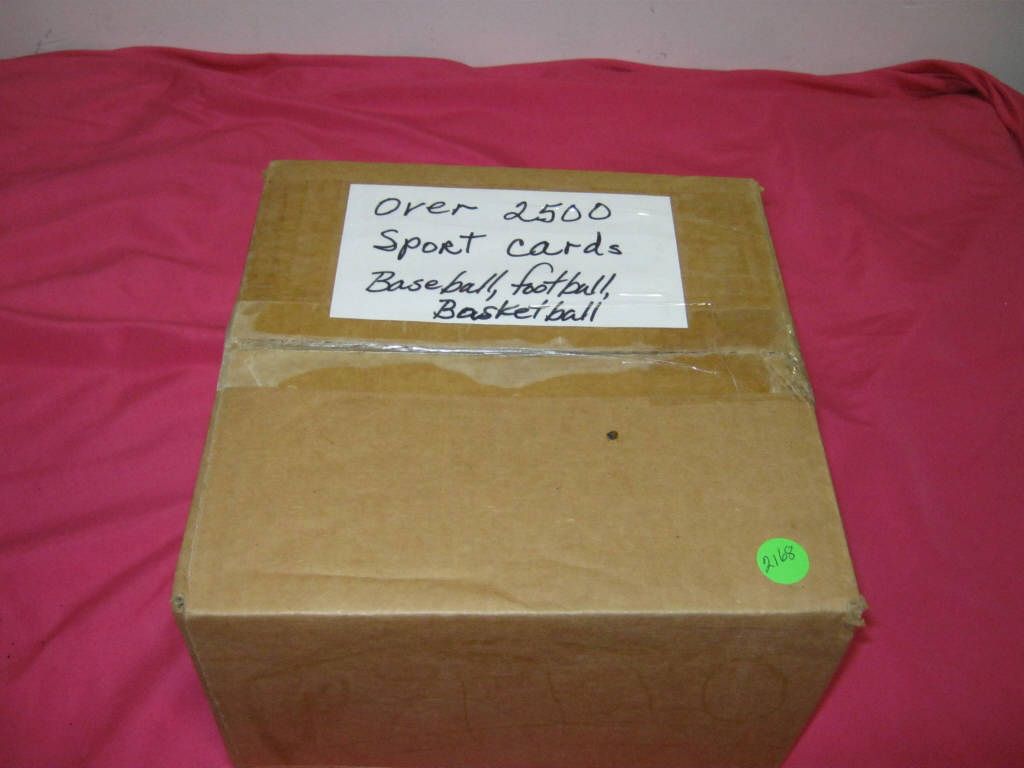 Over 2500
Sport cards
Baseball, football,
Basketball
2168